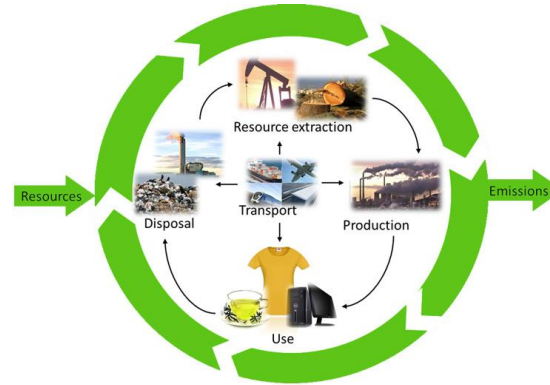 Resource extraction
Resources
Emissions
Transport
Disposal
Production
Use